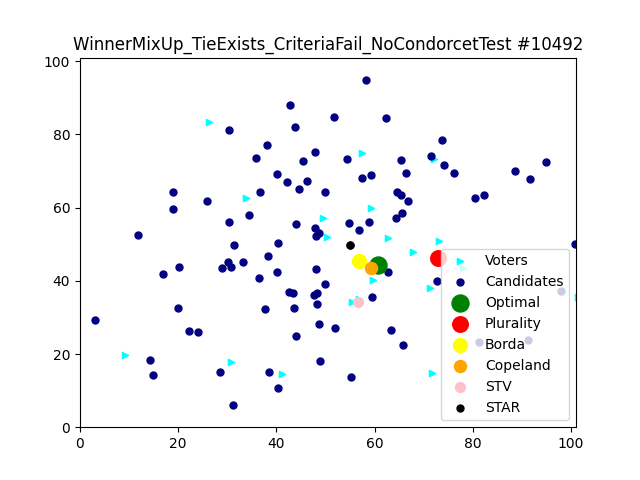 WinnerMixUp_TieExists_CriteriaFail_NoCondorcetTest #10492
100
80
60
40
20
0
Voters
Candidates
Optimal
Plurality
Borda
Copeland
STV
STAR
0 20 40 60 80 100